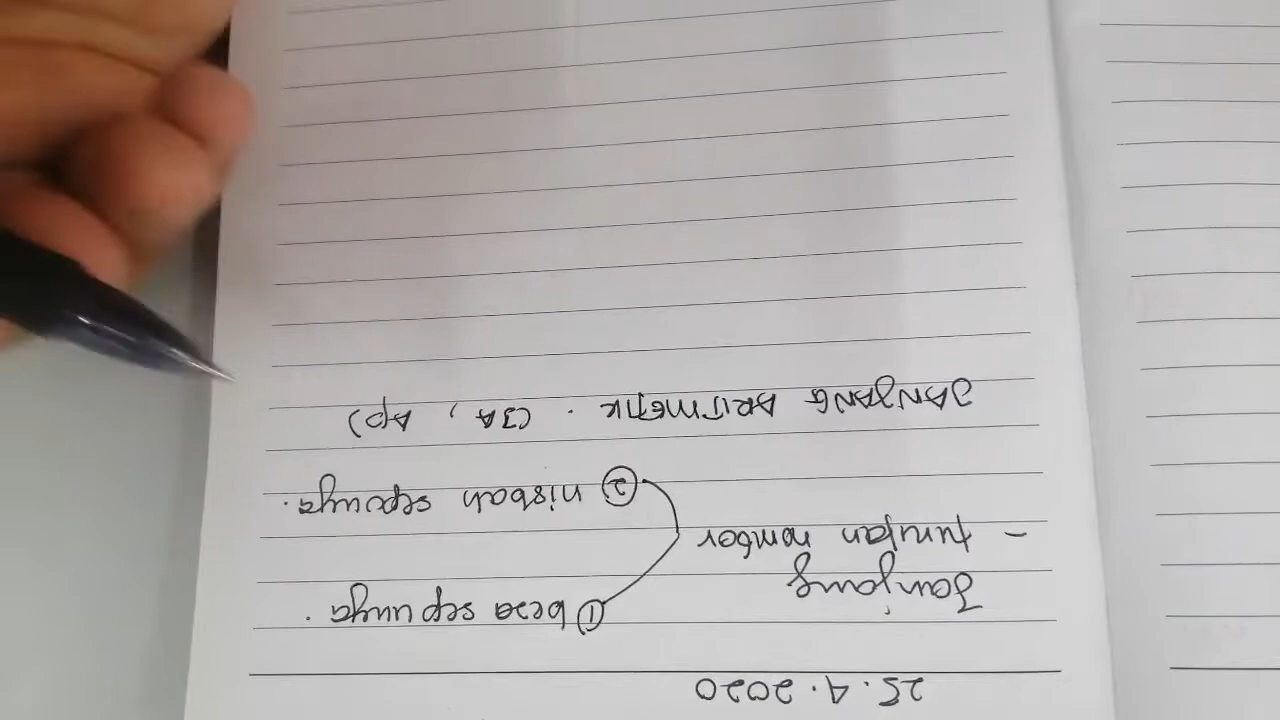 25.4.2020
Janjang ① beza sepunya.
- turutan nombor
② nisbah sepunya.
JANJANG ARITMETIK. (JA, AP)